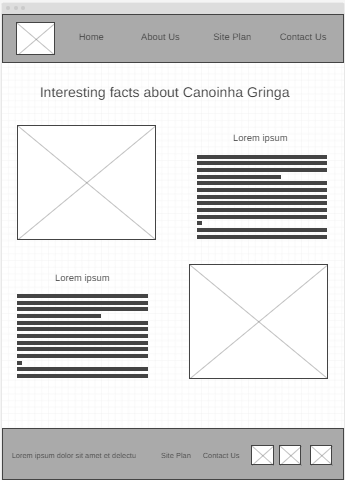 Home About Us Site Plan Contact Us
Interesting facts about Canoinha Gringa
Lorem ipsum
Lorem ipsum
Lorem ipsum dolor sit amet et delectu Site Plan Contact Us